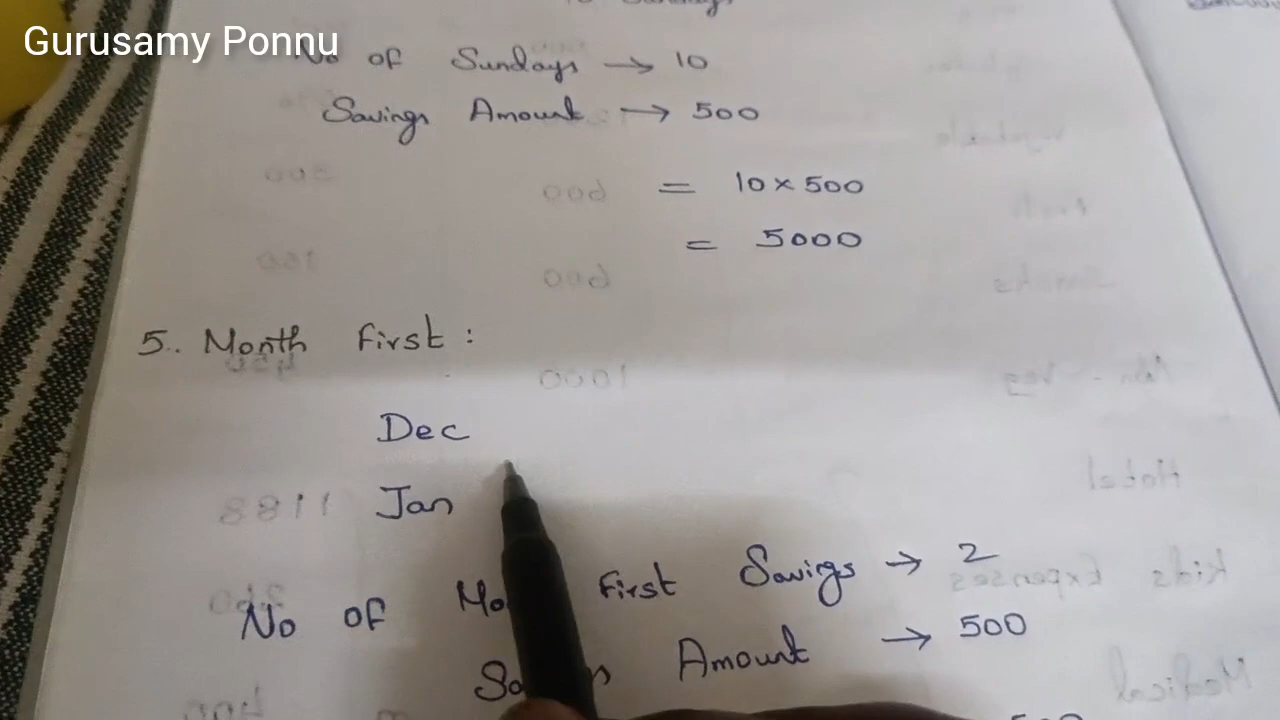 Gurusamy Ponnu
No of Sundays → 10
Savings Amount → 500
= 10 × 500
= 5000
5. Month First :
Dec
Jan
No of First Savings → 2
Amount → 500